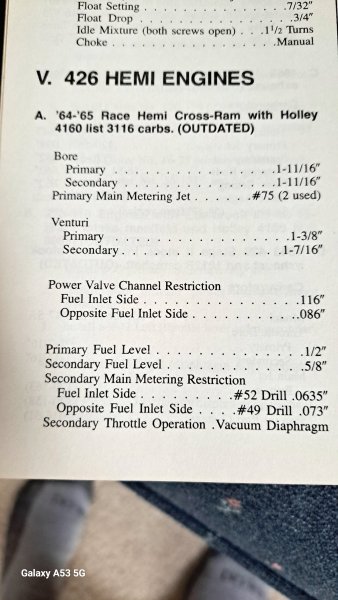 Float Setting . . . . . . . . . . . . . . . . . . .7/32"
Float Drop . . . . . . . . . . . . . . . . . . . . .3/4"
Idle Mixture (both screws open) . . .1½ Turns
Choke . . . . . . . . . . . . . . . . . . . . .Manual
V. 426 HEMI ENGINES
A. '64-'65 Race Hemi Cross-Ram with Holley
4160 list 3116 carbs. (OUTDATED)
Bore
Primary . . . . . . . . . . . . . . . . .1-11/16"
Secondary . . . . . . . . . . . . . . . .1-11/16"
Primary Main Metering Jet . . . . . .#75 (2 used)
Venturi
Primary . . . . . . . . . . . . . . . . . .1-3/8"
Secondary. . . . . . . . . . . . . . . . .1-7/16"
Power Valve Channel Restriction
Fuel Inlet Side . . . . . . . . . . . . . . . .116"
Opposite Fuel Inlet Side . . . . . . . . . ..086"
Primary Fuel Level . . . . . . . . . . . . . . .1/2"
Secondary Fuel Level . . . . . . . . . . . . . .5/8"
Secondary Main Metering Restriction
Fuel Inlet Side . . . . . . . . .#52 Drill .0635"
Opposite Fuel Inlet Side . . . .#49 Drill .073"
Secondary Throttle Operation .Vacuum Diaphragm
Galaxy A53 5G